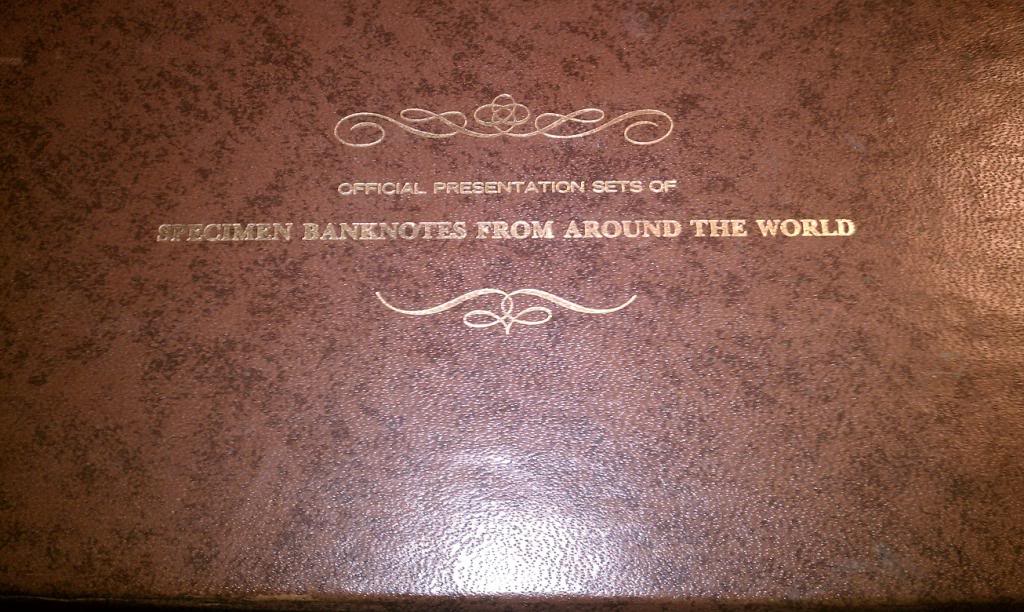 OFFICIAL PRESENTATION SETS OF
SPECIMEN BANKNOTES FROM AROUND THE WORLD